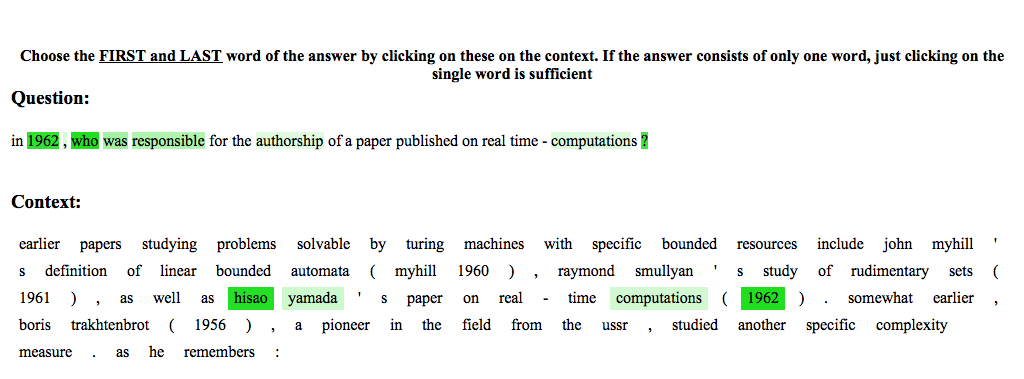 Choose the FIRST and LAST word of the answer by clicking on these on the context. If the answer consists of only one word, just clicking on the
single word is sufficient
Question:
in 1962 , who was responsible for the authorship of a paper published on real time - computations ?
Context:
earlier papers studying problems solvable by turing machines with specific bounded resources include john myhill '
s definition of linear bounded automata ( myhill 1960 ) , raymond smullyan ' s study of rudimentary sets (
1961 ) , as well as hisao yamada ' s paper on real - time computations ( 1962 ) . somewhat earlier ,
boris trakhtenbrot ( 1956 ) , a pioneer in the field from the ussr , studied another specific complexity
measure . as he remembers :